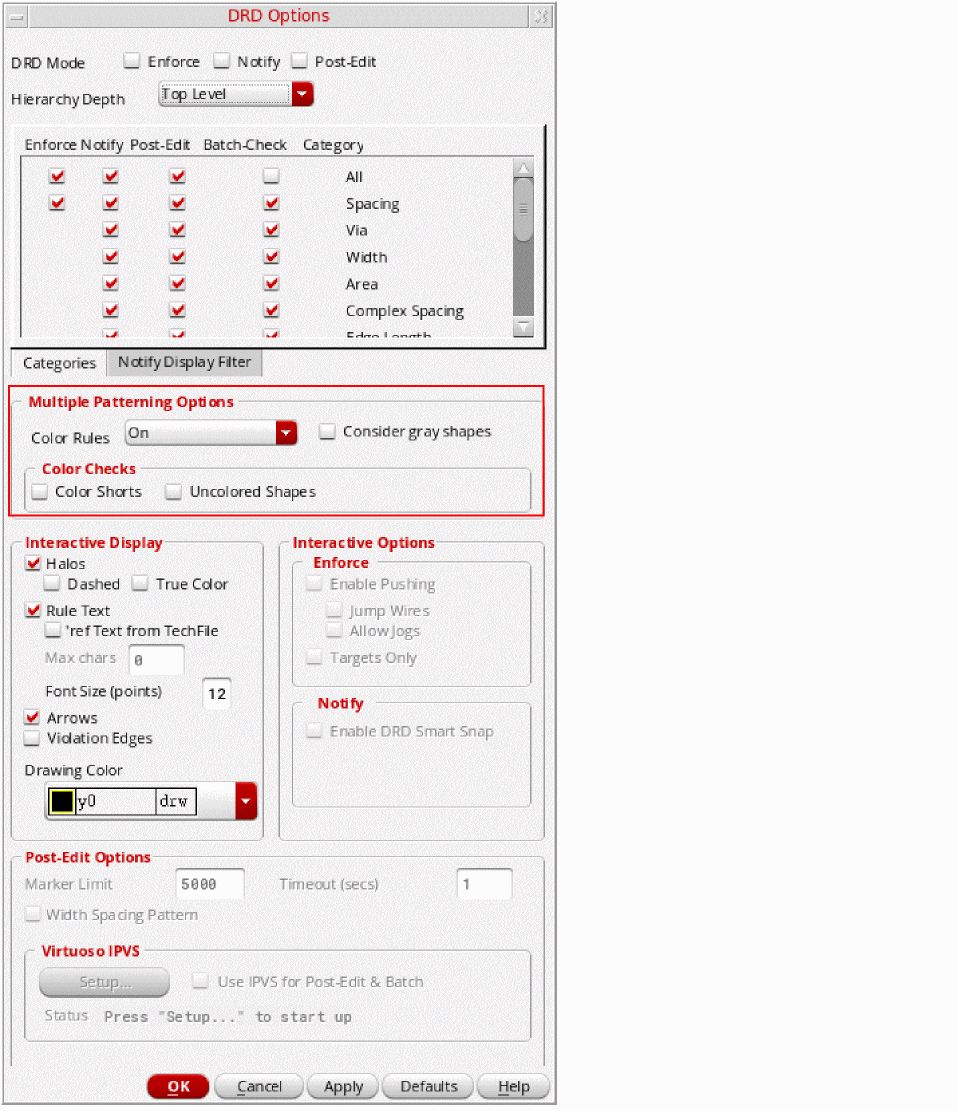 DRD Options
DRD Mode Enforce Notify Post-Edit
Hierarchy Depth Top Level
Enforce Notify Post-Edit Batch-Check Category
All
Spacing
Via
Width
Area
Complex Spacing
Edge Length
Categories Notify Display Filter
Multiple Patterning Options
Color Rules On Consider gray shapes
Color Checks
Color Shorts Uncolored Shapes
Interactive Display
Halos
Dashed True Color
Rule Text
'ref Text from TechFile
Max chars 0
Font Size (points) 12
Arrows
Violation Edges
Drawing Color
y0 drw
Interactive Options
Enforce
Enable Pushing
Jump Wires
Allow Jogs
Targets Only
Notify
Enable DRD Smart Snap
Post-Edit Options
Marker Limit 5000 Timeout (secs) 1
Width Spacing Pattern
Virtuoso IPVS
Setup... Use IPVS for Post-Edit & Batch
Status Press "Setup..." to start up
OK Cancel Apply Defaults Help